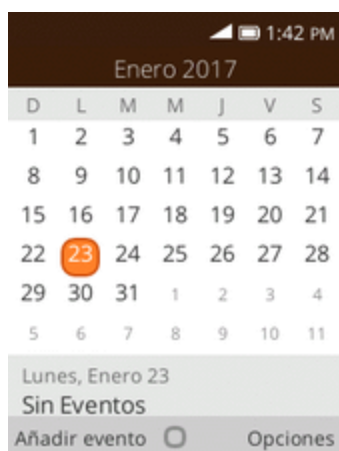 1:42 PM
Enero 2017
D L M M J V S
1 2 3 4 5 6 7
8 9 10 11 12 13 14
15 16 17 18 19 20 21
22 23 24 25 26 27 28
29 30 31 1 2 3 4
5 6 7 8 9 10 11
Lunes, Enero 23
Sin Eventos
Añadir evento Opciones